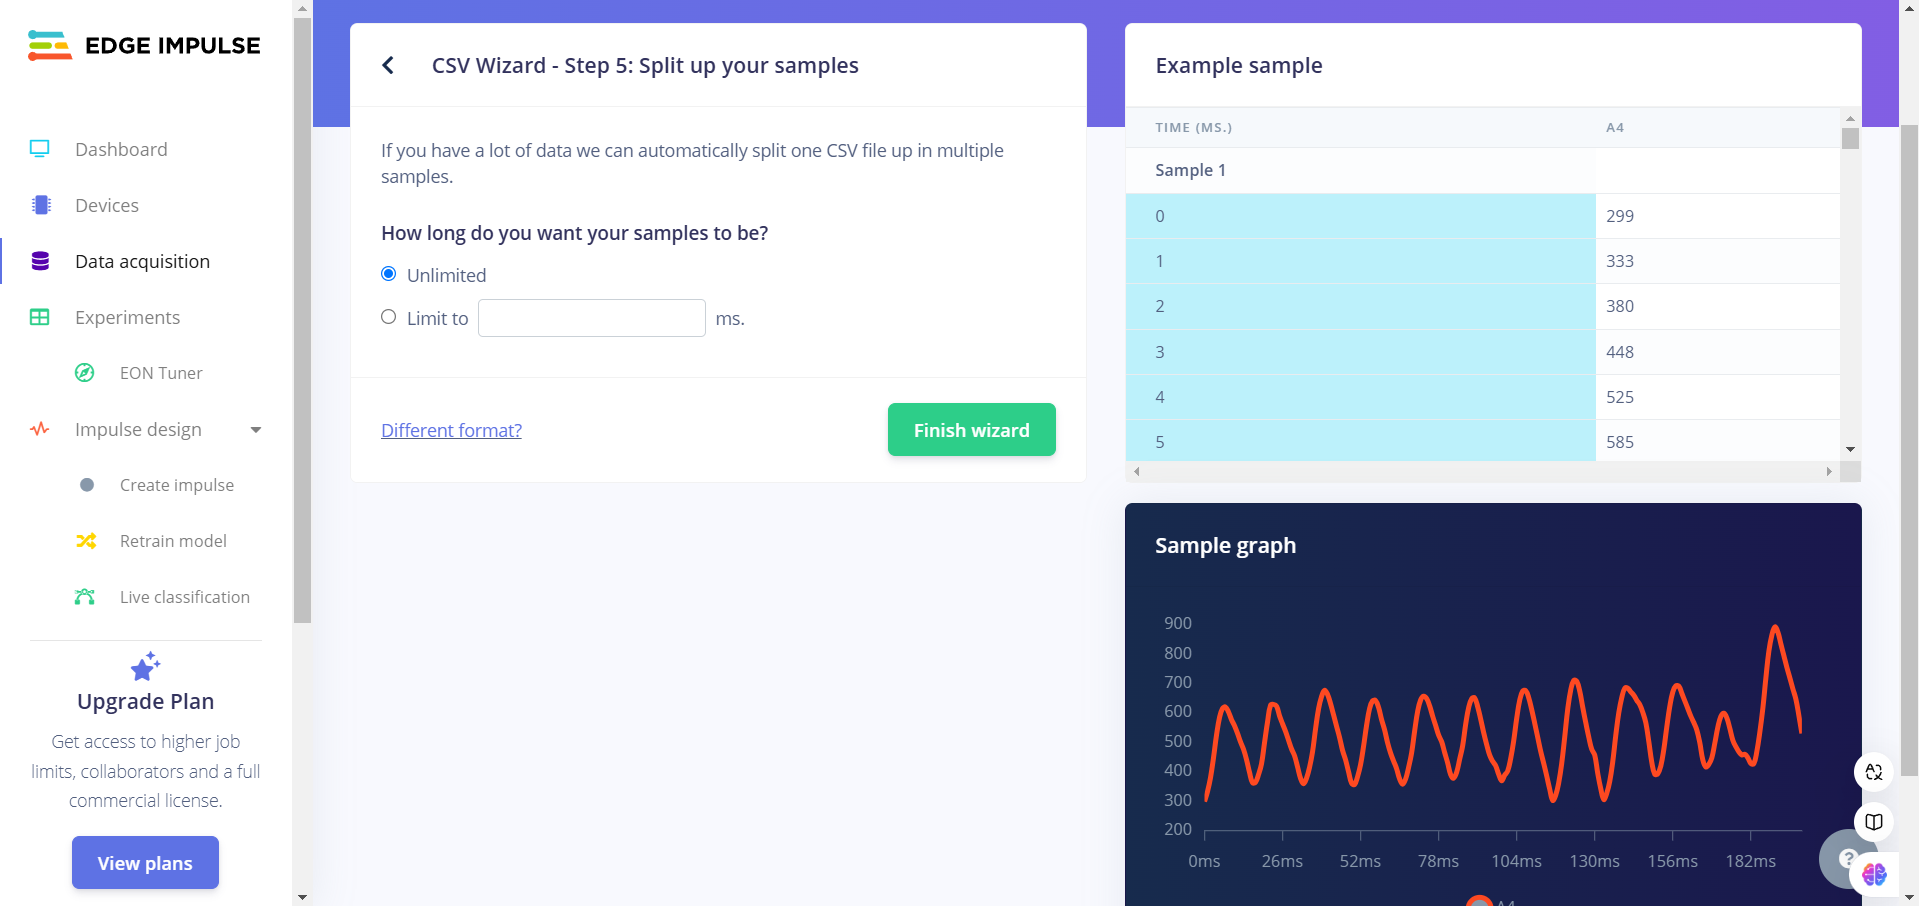 EDGE IMPULSE
Dashboard
Devices
Data acquisition
Experiments
EON Tuner
Impulse design
Create impulse
Retrain model
Live classification
Upgrade Plan
Get access to higher job
limits, collaborators and a full
commercial license.
View plans
CSV Wizard - Step 5: Split up your samples
If you have a lot of data we can automatically split one CSV file up in multiple
samples.
How long do you want your samples to be?
Unlimited
Limit to ms.
Different format?
Finish wizard
Example sample
TIME (MS.) A4
Sample 1
0 299
1 333
2 380
3 448
4 525
5 585
Sample graph
900
800
700
600
500
400
300
200
0ms 26ms 52ms 78ms 104ms 130ms 156ms 182ms
A4
?